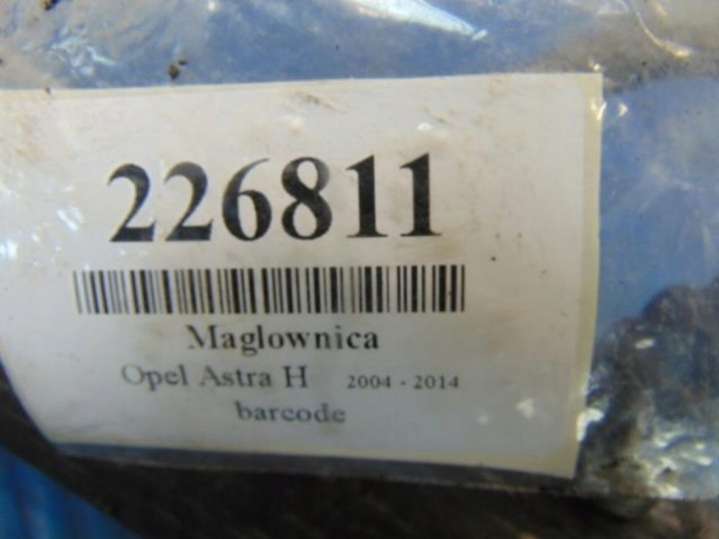 226811
Maglownica
Opel Astra H 2004 - 2014
barcode